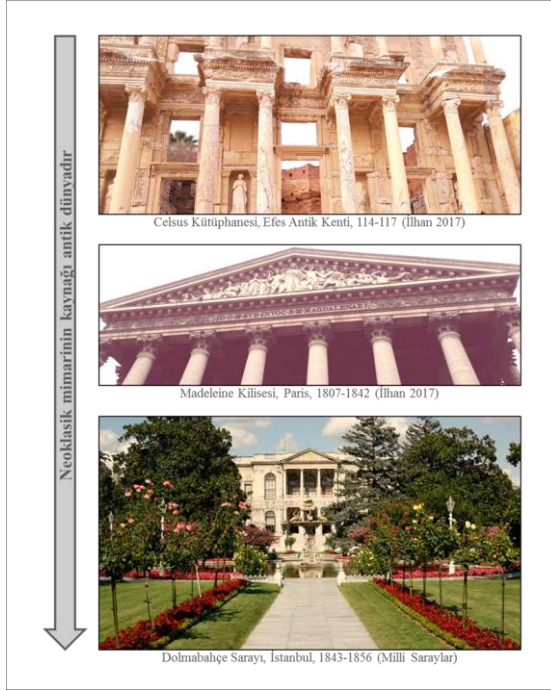 Neoklasik mimarinin kaynağı antik dünyadır
Celsus Kütüphanesi, Efes Antik Kenti, 114-117 (İlhan 2017)
Madeleine Kilisesi, Paris, 1807-1842 (İlhan 2017)
Dolmabahçe Sarayı, İstanbul, 1843-1856 (Milli Saraylar)